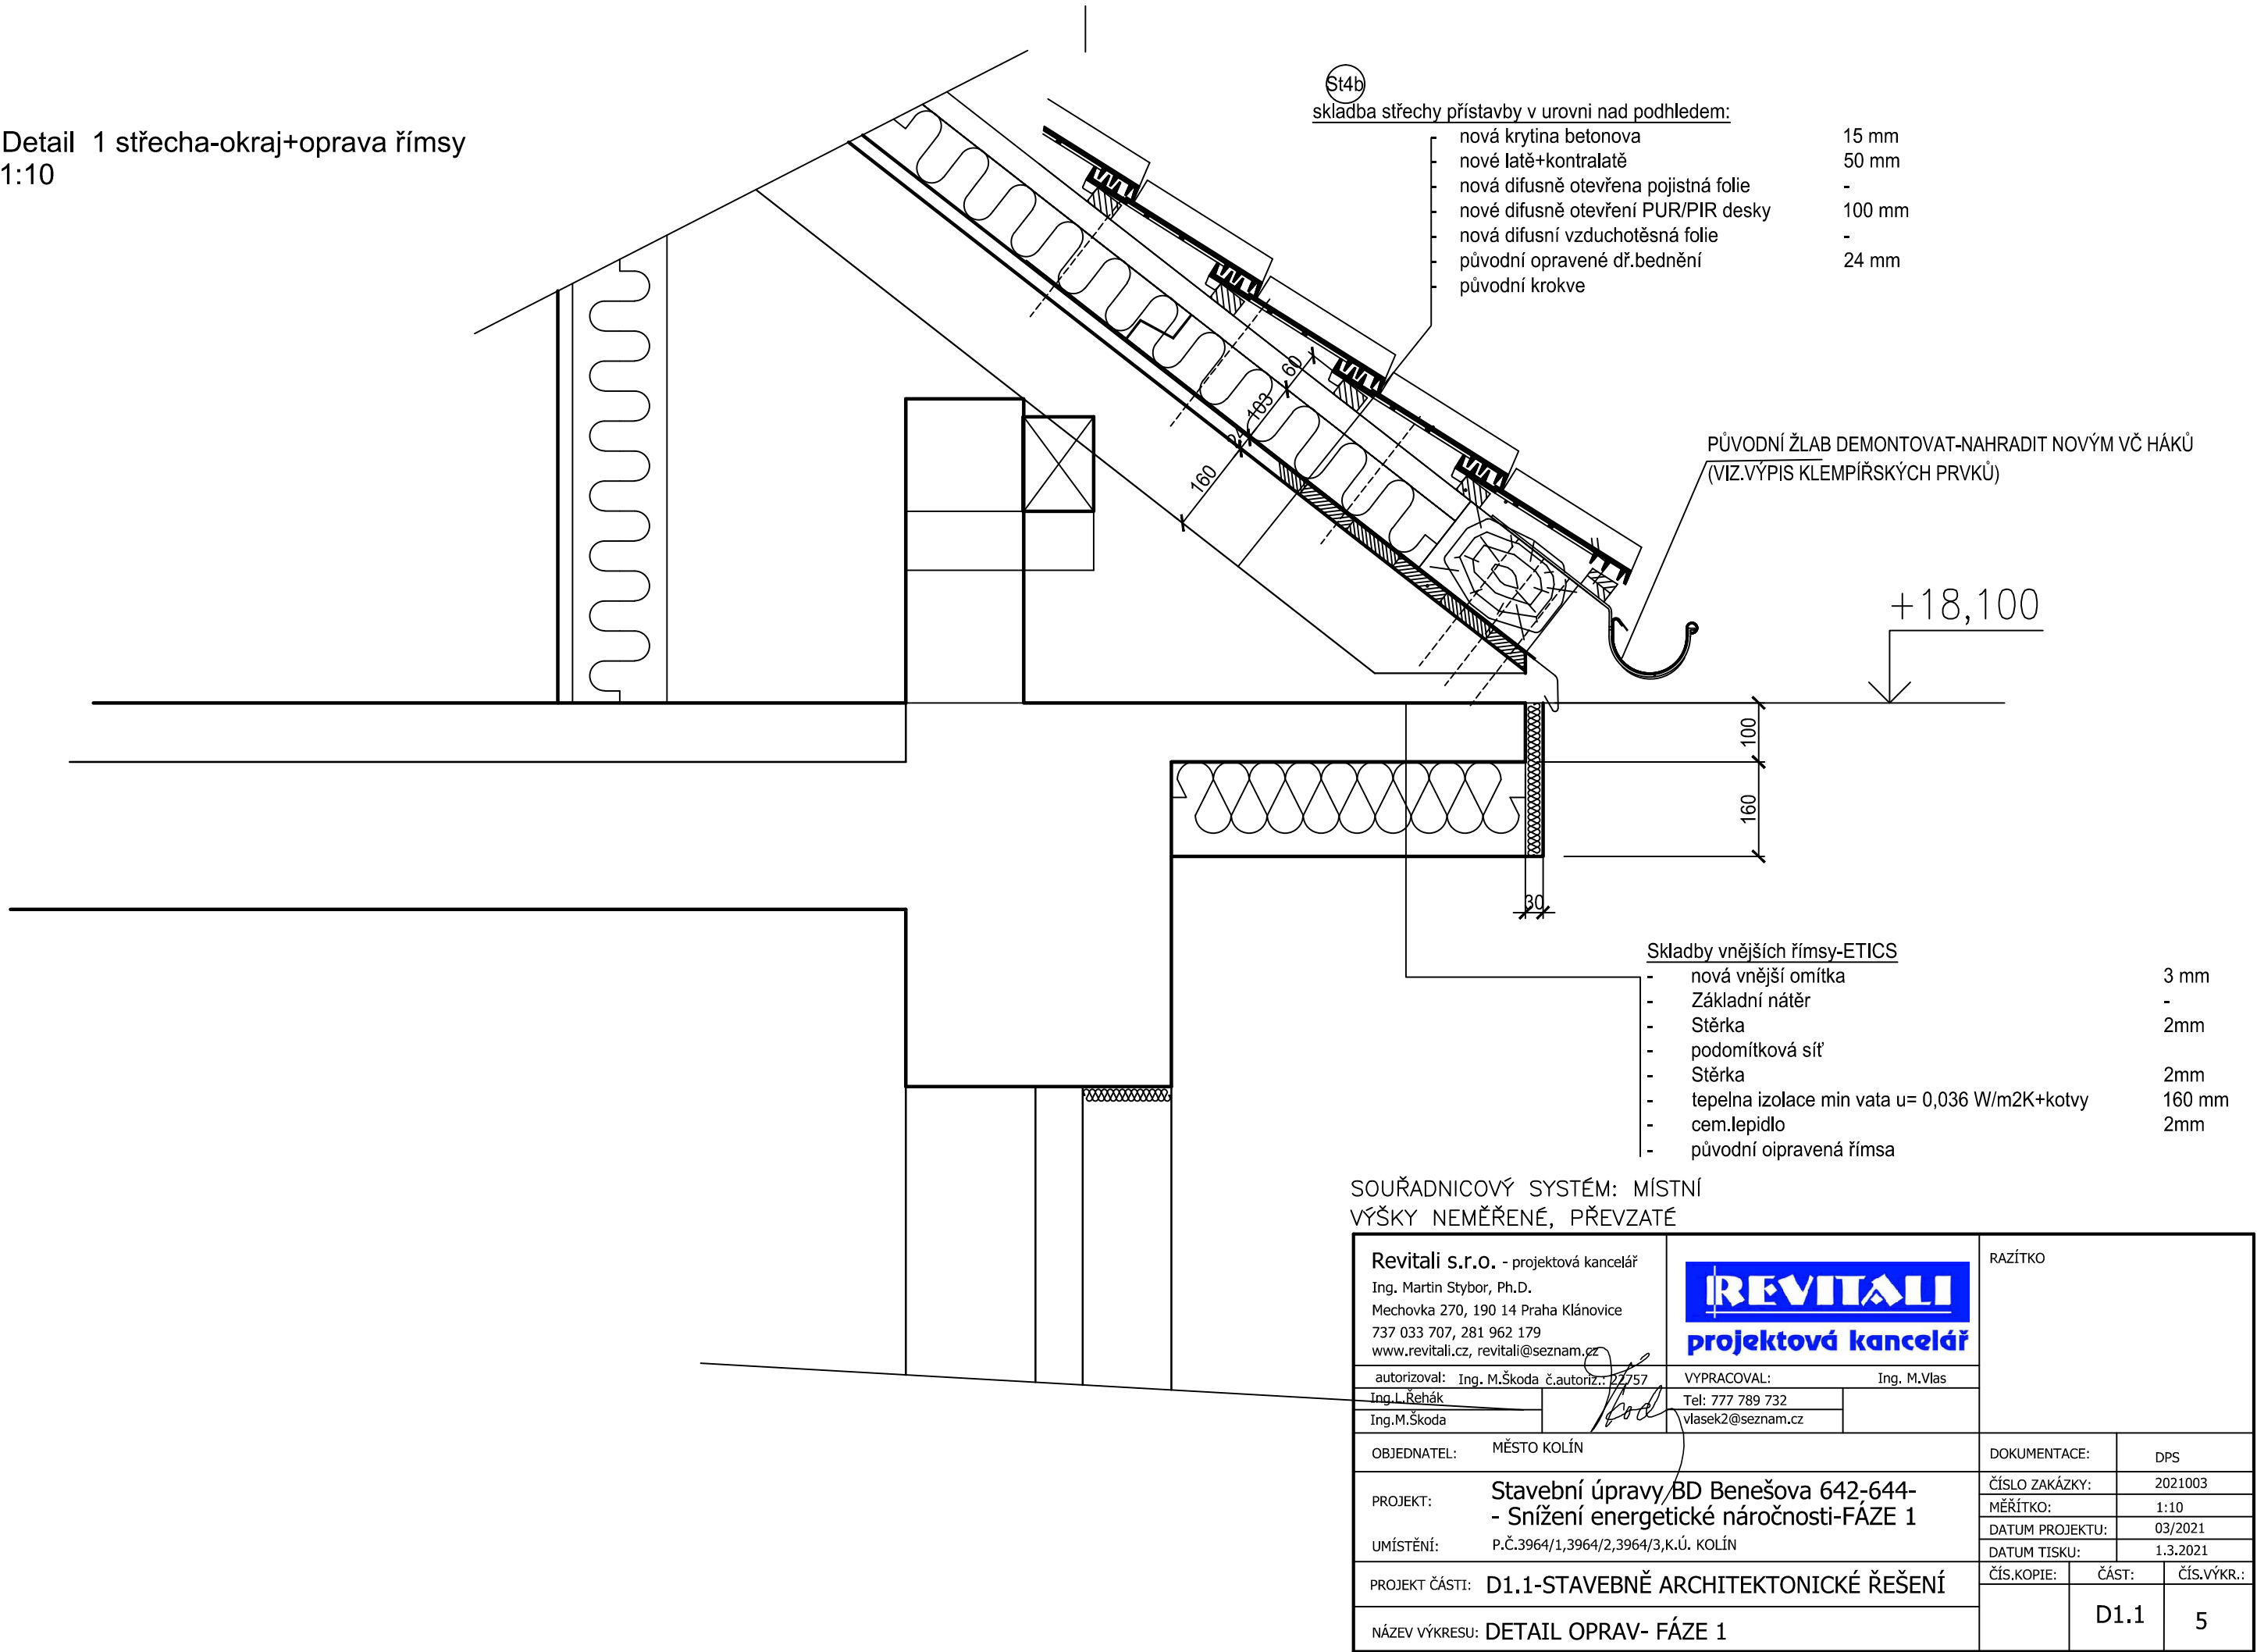 Detail 1 střecha-okraj+oprava římsy
1:10
St4b
skladba střechy přístavby v urovni nad podhledem:
- nová krytina betonova 15 mm
- nové latě+kontralatě 50 mm
- nová difusně otevřena pojistná folie -
- nové difusně otevření PUR/PIR desky 100 mm
- nová difusní vzduchotěsná folie -
- původní opravené dř.bednění 24 mm
- původní krokve
60
103
24
160
PŮVODNÍ ŽLAB DEMONTOVAT-NAHRADIT NOVÝM VČ HÁKŮ
(VIZ.VÝPIS KLEMPÍŘSKÝCH PRVKŮ)
+18,100
100
160
30
Skladby vnějších římsy-ETICS
- nová vnější omítka 3 mm
- Základní nátěr -
- Stěrka 2mm
- podomítková síť
- Stěrka 2mm
- tepelna izolace min vata u= 0,036 W/m2K+kotvy 160 mm
- cem.lepidlo 2mm
- původní oipravená římsa
SOUŘADNICOVÝ SYSTÉM: MÍSTNÍ
VÝŠKY NEMĚŘENÉ, PŘEVZATÉ
Revitali s.r.o. - projektová kancelář
Ing. Martin Stybor, Ph.D.
Mechovka 270, 190 14 Praha Klánovice
737 033 707, 281 962 179
www.revitali.cz, revitali@seznam.cz
REVITALI
projektová kancelář
RAZÍTKO
autorizoval: Ing. M.Škoda č.autoriz.: 22757
VYPRACOVAL: Ing. M.Vlas
Ing.L.Řehák
Tel: 777 789 732
Ing.M.Škoda
vlasek2@seznam.cz
OBJEDNATEL: MĚSTO KOLÍN
DOKUMENTACE: DPS
PROJEKT: Stavební úpravy BD Benešova 642-644-
- Snížení energetické náročnosti-FÁZE 1
ČÍSLO ZAKÁZKY: 2021003
MĚŘÍTKO: 1:10
DATUM PROJEKTU: 03/2021
UMÍSTĚNÍ: P.Č.3964/1,3964/2,3964/3,K.Ú. KOLÍN
DATUM TISKU: 1.3.2021
PROJEKT ČÁSTI: D1.1-STAVEBNĚ ARCHITEKTONICKÉ ŘEŠENÍ
ČÍS.KOPIE: ČÁST: ČÍS.VÝKR.:
D1.1 5
NÁZEV VÝKRESU: DETAIL OPRAV- FÁZE 1